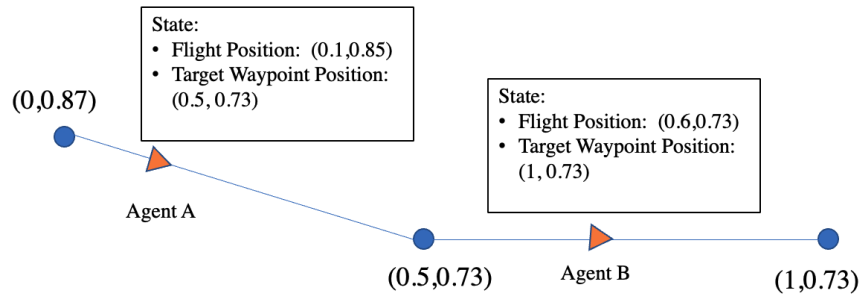 State:
• Flight Position: (0.1,0.85)
• Target Waypoint Position:
(0.5, 0.73)
(0,0.87)
State:
• Flight Position: (0.6,0.73)
• Target Waypoint Position:
(1, 0.73)
Agent A
(0.5,0.73)
Agent B
(1,0.73)